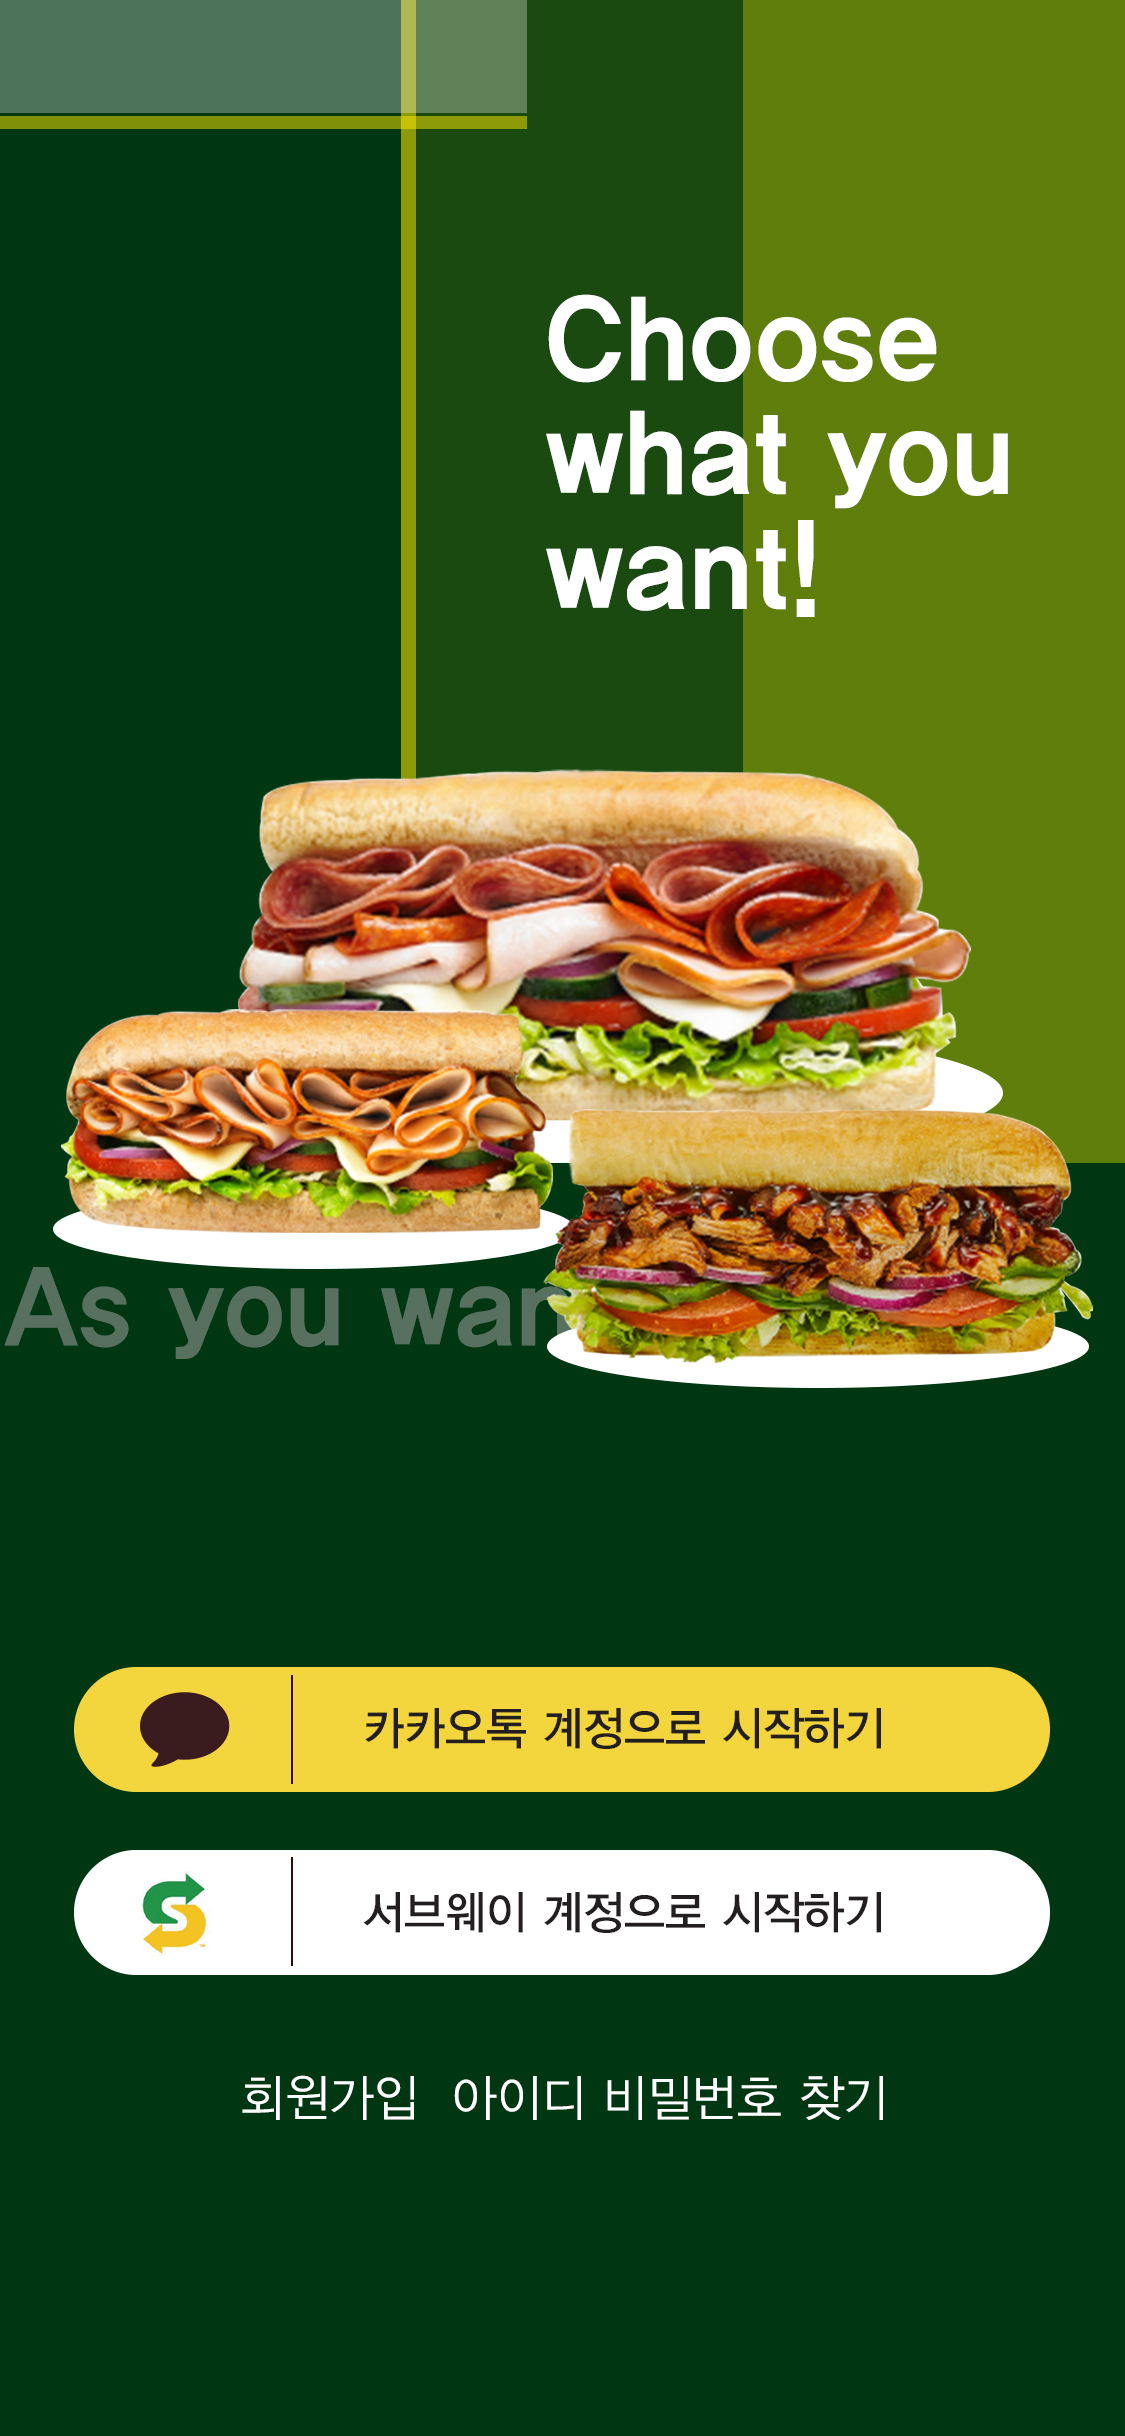 Choose
what you
want!
As you wan
카카오톡 계정으로 시작하기
서브웨이 계정으로 시작하기
회원가입 아이디 비밀번호 찾기